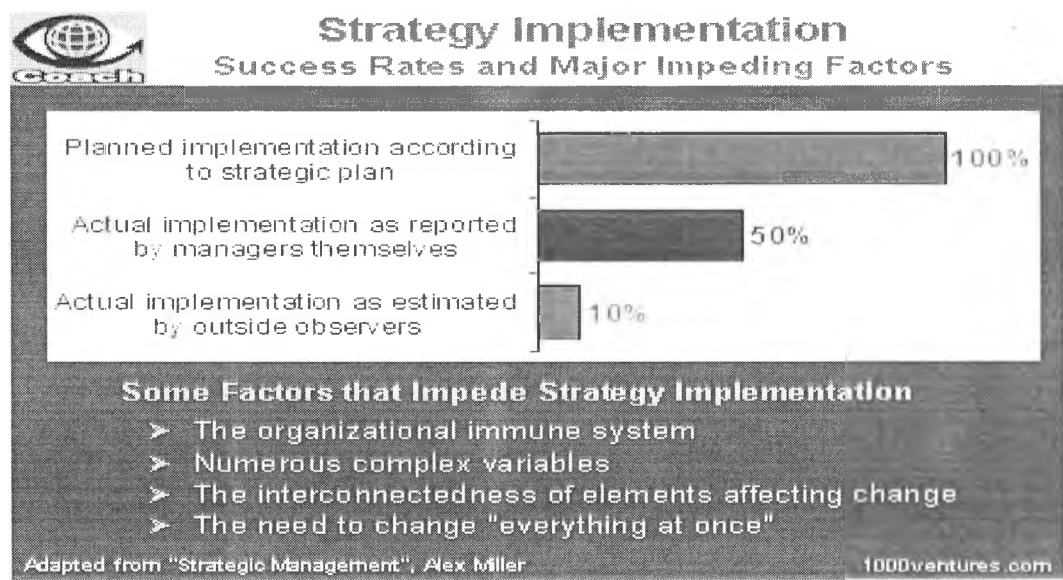 Coach
Strategy Implementation
Success Rates and Major Impeding Factors
Planned implementation according
to strategic plan
100%
Actual implementation as reported
by managers themselves
50%
Actual implementation as estimated
by outside observers
10%
Some Factors that Impede Strategy Implementation
➢ The organizational immune system
➢ Numerous complex variables
➢ The interconnectedness of elements affecting change
➢ The need to change "everything at once"
Adapted from "Strategic Management", Alex Miller
1000ventures.com